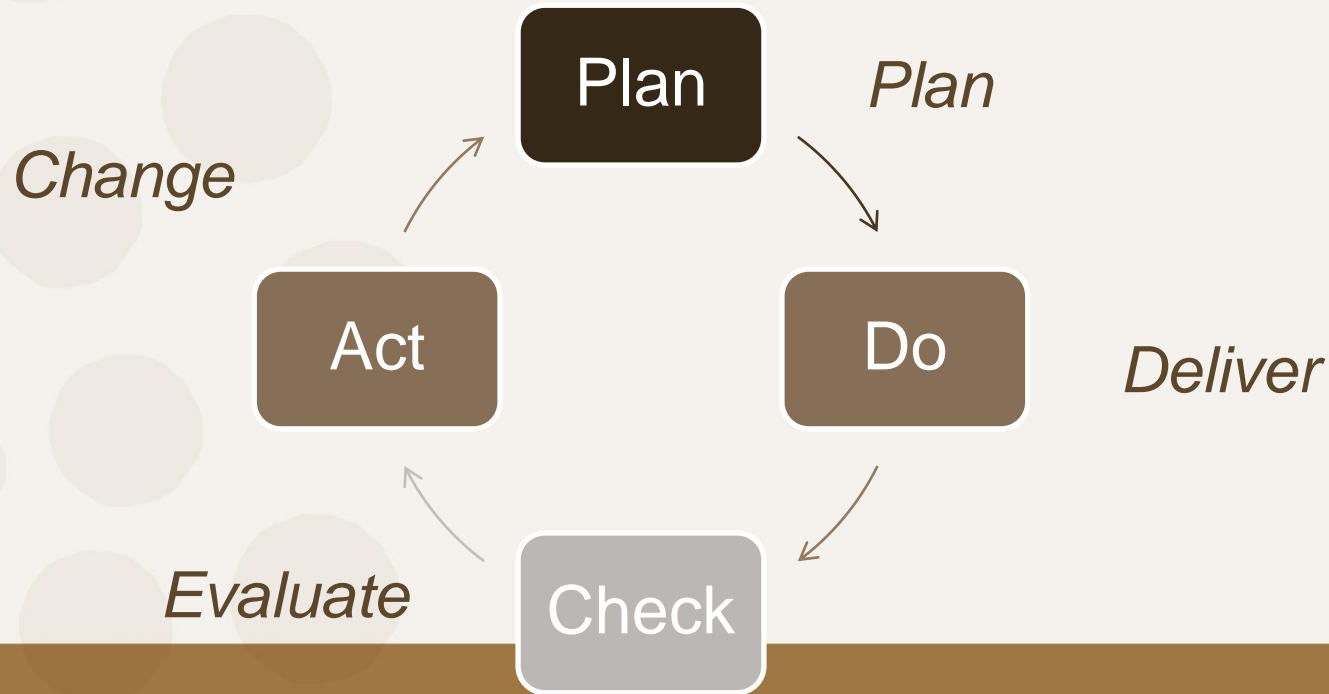 Plan
Plan
Change
Act
Do
Deliver
Evaluate
Check